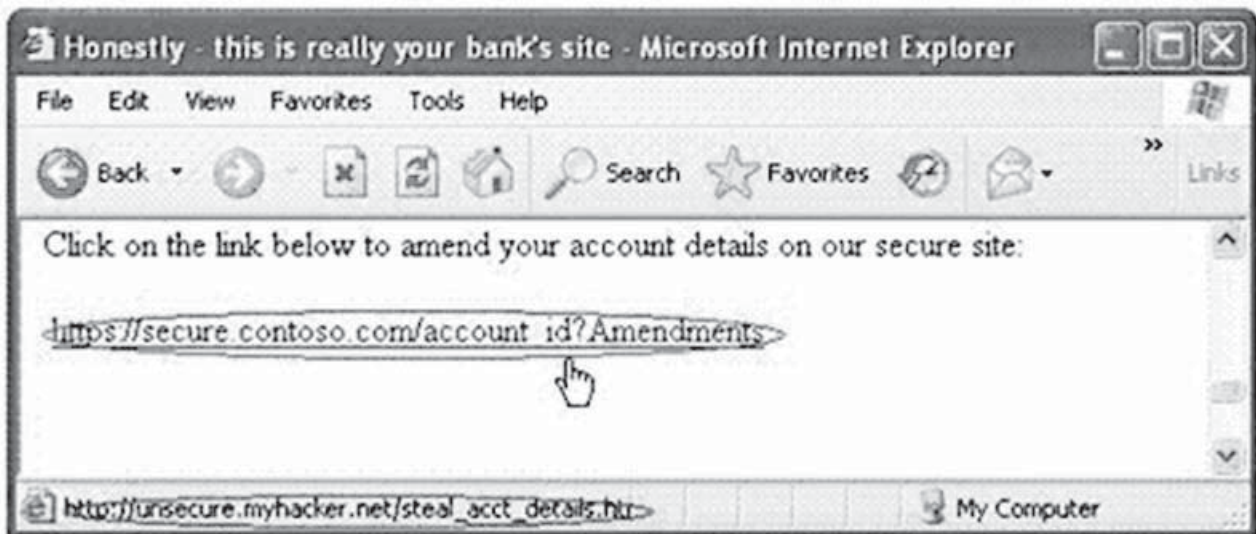 Honestly - this is really your bank's site - Microsoft Internet Explorer
File Edit View Favorites Tools Help
Back Search Favorites » Links
Click on the link below to amend your account details on our secure site:
https://secure.contoso.com/account_id?Amendments
http://unsecure.myhacker.net/steal_acct_details.htm My Computer